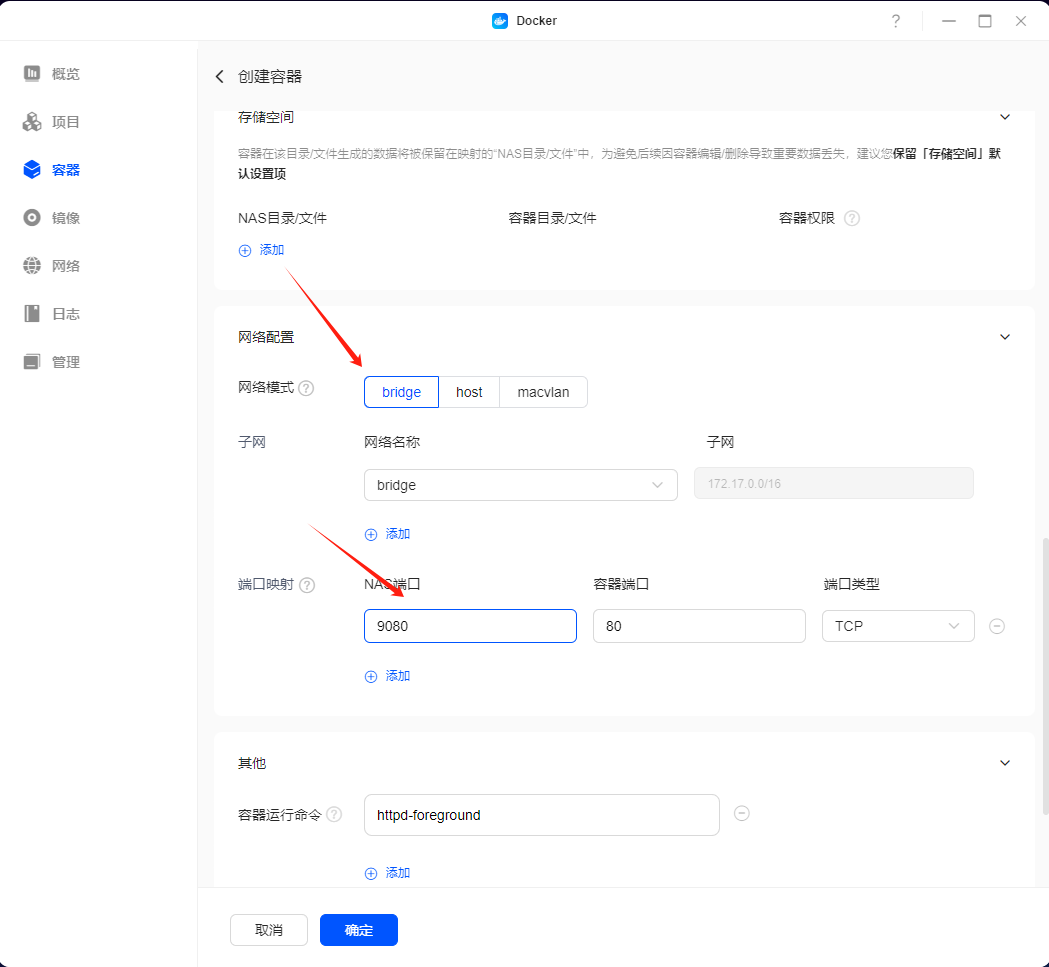 Docker
?
概览
项目
容器
镜像
网络
日志
管理
创建容器
存储空间
容器在该目录/文件生成的数据将被保留在映射的“NAS目录/文件”中，为避免后续因容器编辑/删除导致重要数据丢失，建议您保留「存储空间」默
认设置项
NAS目录/文件 容器目录/文件 容器权限 ?
添加
网络配置
网络模式 ? bridge host macvlan
子网 网络名称 子网
bridge 172.17.0.0/16
添加
端口映射 ? NAS端口 容器端口 端口类型
9080 80 TCP
添加
其他
容器运行命令 ? httpd-foreground
添加
取消 确定